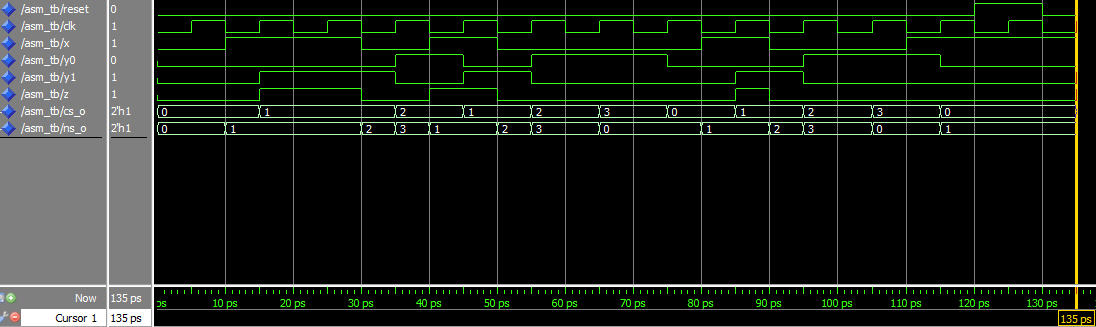 /asm_tb/reset 0
/asm_tb/clk 1
/asm_tb/x 1
/asm_tb/y0 0
/asm_tb/y1 1
/asm_tb/z 1
/asm_tb/cs_o 2'h1 0 1 2 1 2 3 0 1 2 3 0
/asm_tb/ns_o 2'h1 0 1 2 3 1 2 3 0 1 2 3 0 1
Now 135 ps ps 10 ps 20 ps 30 ps 40 ps 50 ps 60 ps 70 ps 80 ps 90 ps 100 ps 110 ps 120 ps 130 ps
Cursor 1 135 ps 135 ps